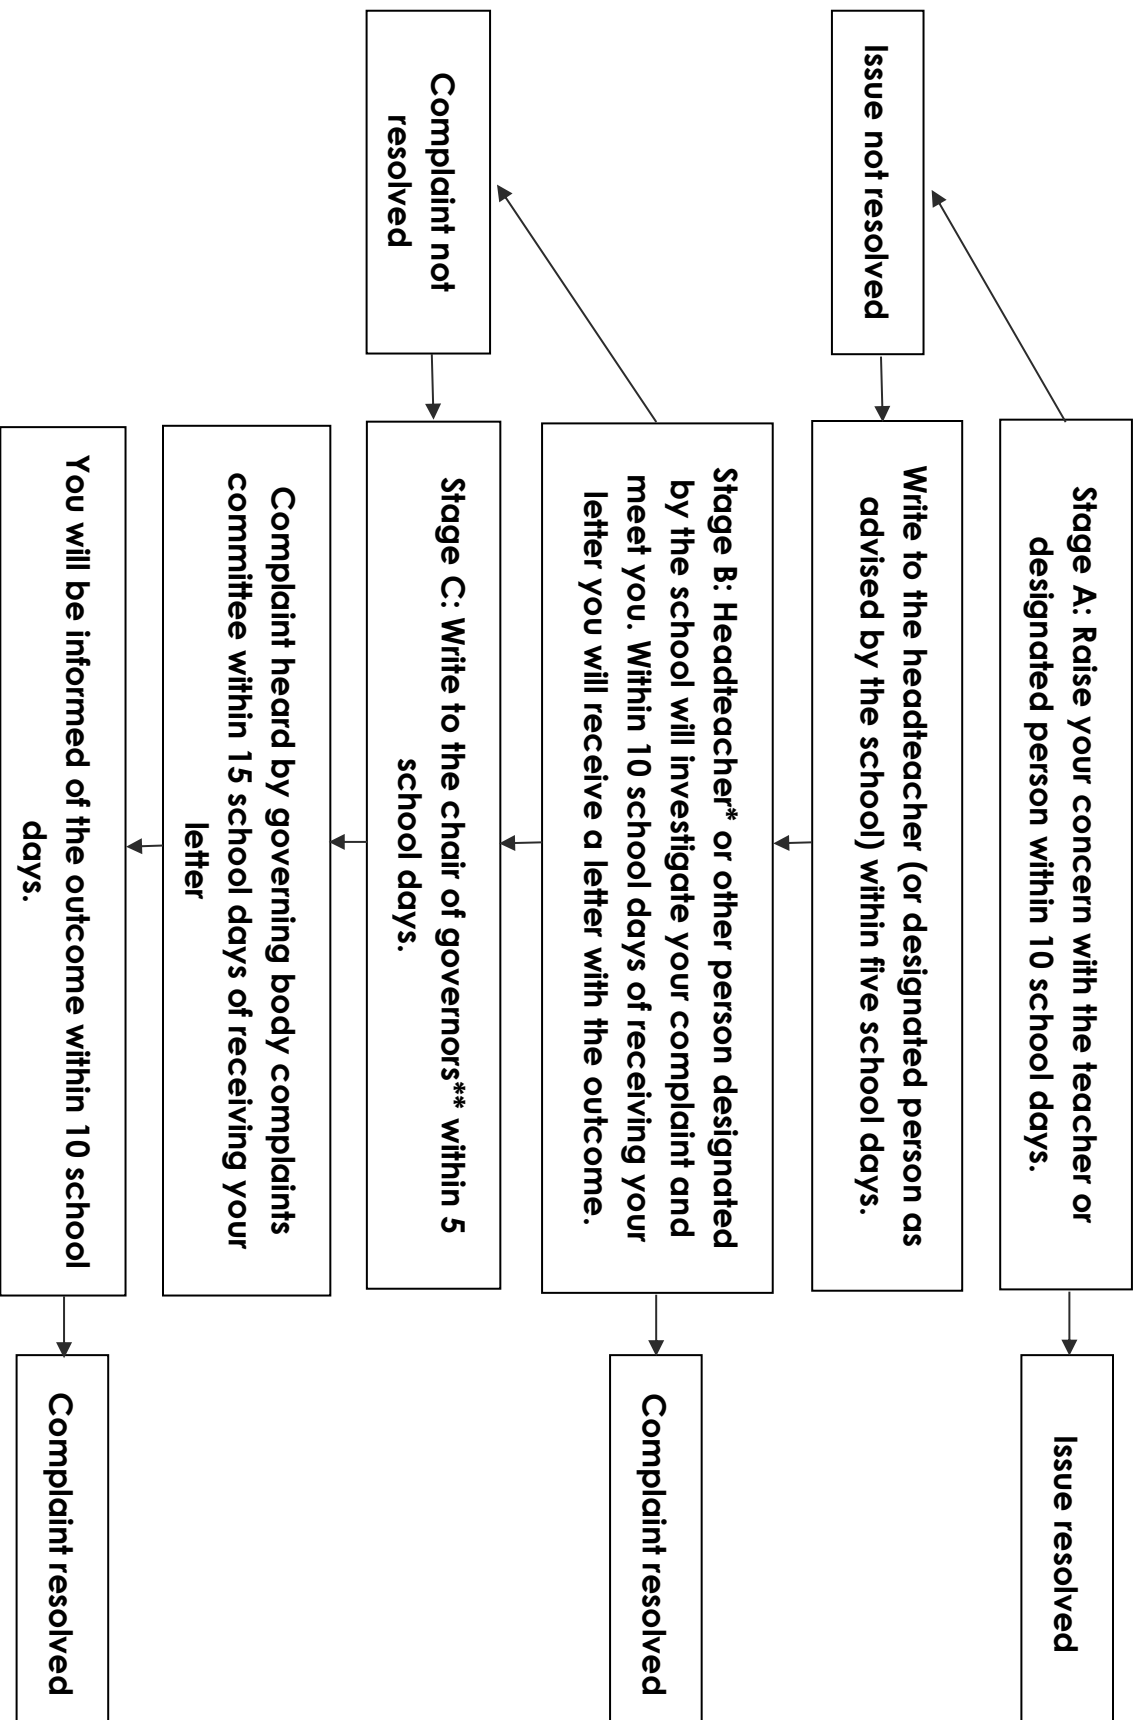 Stage A: Raise your concern with the teacher or
designated person within 10 school days.
Issue resolved
Issue not resolved
Write to the headteacher (or designated person as
advised by the school) within five school days.
Stage B: Headteacher* or other person designated
by the school will investigate your complaint and
meet you. Within 10 school days of receiving your
letter you will receive a letter with the outcome.
Complaint resolved
Complaint not
resolved
Stage C: Write to the chair of governors** within 5
school days.
Complaint heard by governing body complaints
committee within 15 school days of receiving your
letter
You will be informed of the outcome within 10 school
days.
Complaint resolved